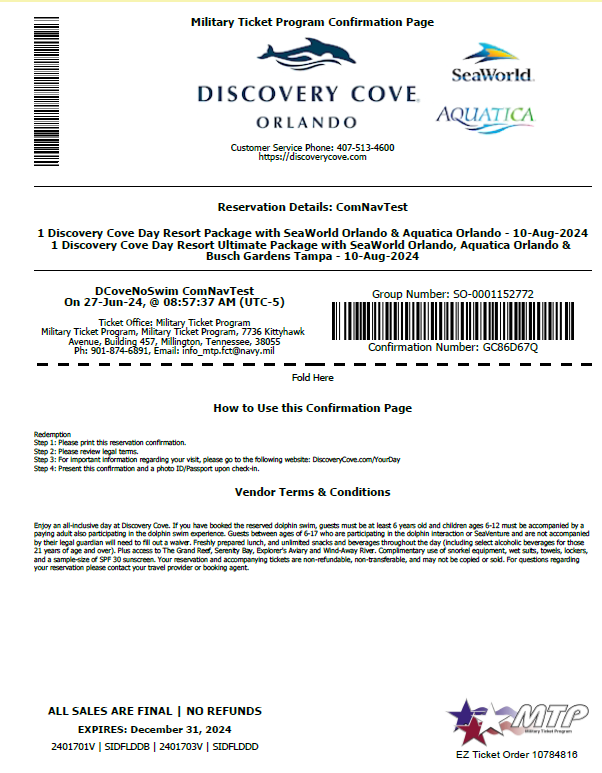 Military Ticket Program Confirmation Page
DISCOVERY COVE®
ORLANDO
SeaWorld®
AQUATICA
Customer Service Phone: 407-513-4600
https://discoverycove.com
Reservation Details: ComNavTest
1 Discovery Cove Day Resort Package with SeaWorld Orlando & Aquatica Orlando - 10-Aug-2024
1 Discovery Cove Day Resort Ultimate Package with SeaWorld Orlando, Aquatica Orlando &
Busch Gardens Tampa - 10-Aug-2024
DCoveNoSwim ComNavTest
On 27-Jun-24, @ 08:57:37 AM (UTC-5)
Ticket Office: Military Ticket Program
Military Ticket Program, Military Ticket Program, 7736 Kittyhawk
Avenue, Building 457, Millington, Tennessee, 38055
Ph: 901-874-6891, Email: info_mtp.fct@navy.mil
Group Number: SO-0001152772
Confirmation Number: GC86D67Q
Fold Here
How to Use this Confirmation Page
Redemption
Step 1: Please print this reservation confirmation.
Step 2: Please review legal terms.
Step 3: For important information regarding your visit, please go to the following website: DiscoveryCove.com/YourDay
Step 4: Present this confirmation and a photo ID/Passport upon check-in.
Vendor Terms & Conditions
Enjoy an all-inclusive day at Discovery Cove. If you have booked the reserved dolphin swim, guests must be at least 6 years old and children ages 6-12 must be accompanied by a
paying adult also participating in the dolphin swim experience. Guests between ages of 6-17 who are participating in the dolphin interaction or SeaVenture and are not accompanied
by their legal guardian will need to fill out a waiver. Freshly prepared lunch, and unlimited snacks and beverages throughout the day (including select alcoholic beverages for those
21 years of age and over). Plus access to The Grand Reef, Serenity Bay, Explorer's Aviary and Wind-Away River. Complimentary use of snorkel equipment, wet suits, towels, lockers,
and a sample-size of SPF 30 sunscreen. Your reservation and accompanying tickets are non-refundable, non-transferable, and may not be copied or sold. For questions regarding
your reservation please contact your travel provider or booking agent.
ALL SALES ARE FINAL | NO REFUNDS
EXPIRES: December 31, 2024
2401701V | SIDFLDDB | 2401703V | SIDFLDDD
MTP
Military Ticket Program
EZ Ticket Order 10784816